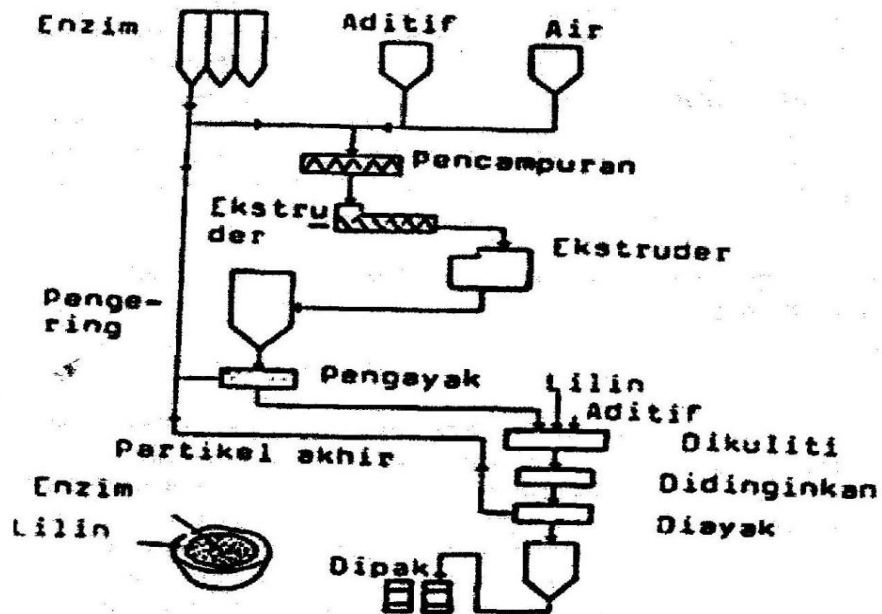 Enzim
Aditif
Air
Pencampuran
Ekstru
der
Ekstruder
Penge-
ring
Pengayak
Lilin
Aditif
Dikuliti
Partikel akhir
Didinginkan
Enzim
Lilin
Diayak
Dipak